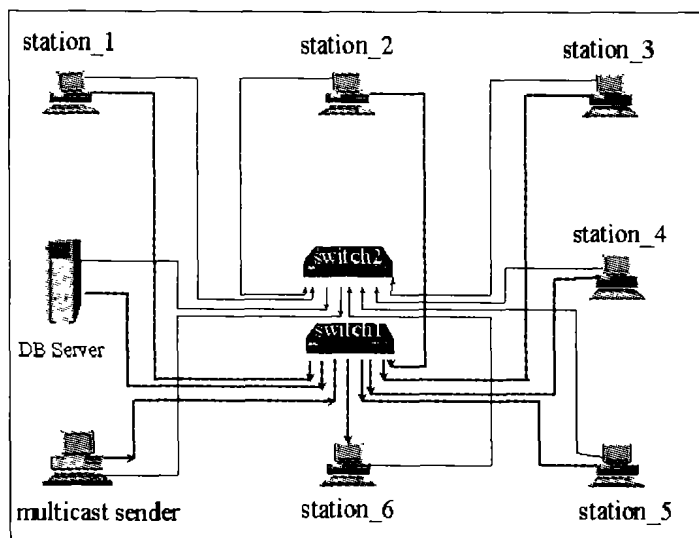 station_1
station_2
station_3
switch2
station_4
DB Server
switch1
multicast sender
station_6
station_5